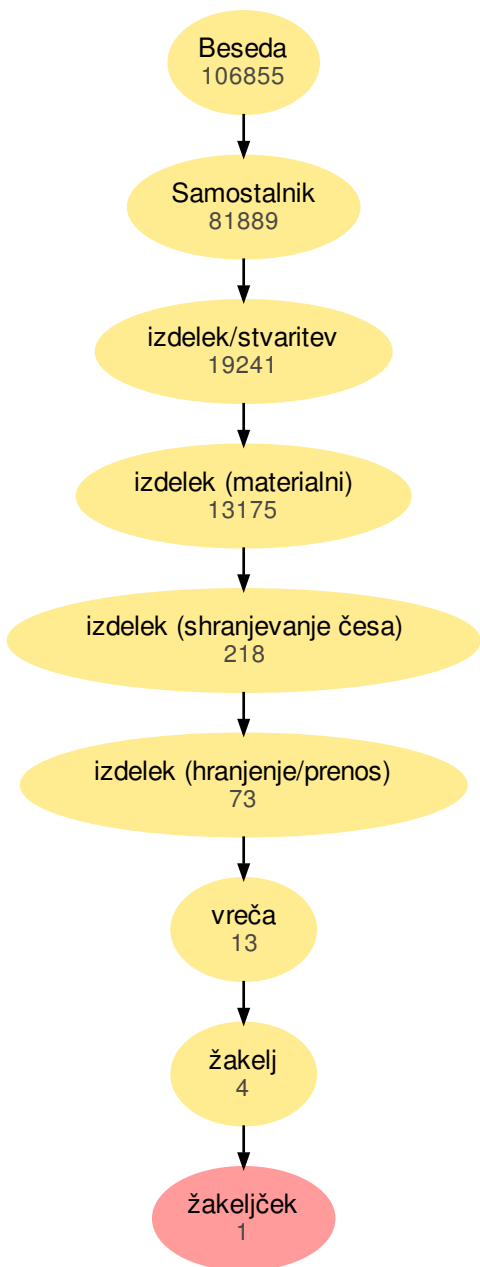 Beseda
106855
Samostalnik
81889
izdelek/stvaritev
19241
izdelek (materialni)
13175
izdelek (shranjevanje česa)
218
izdelek (hranjenje/prenos)
73
vreča
13
žakelj
4
žakeljček
1